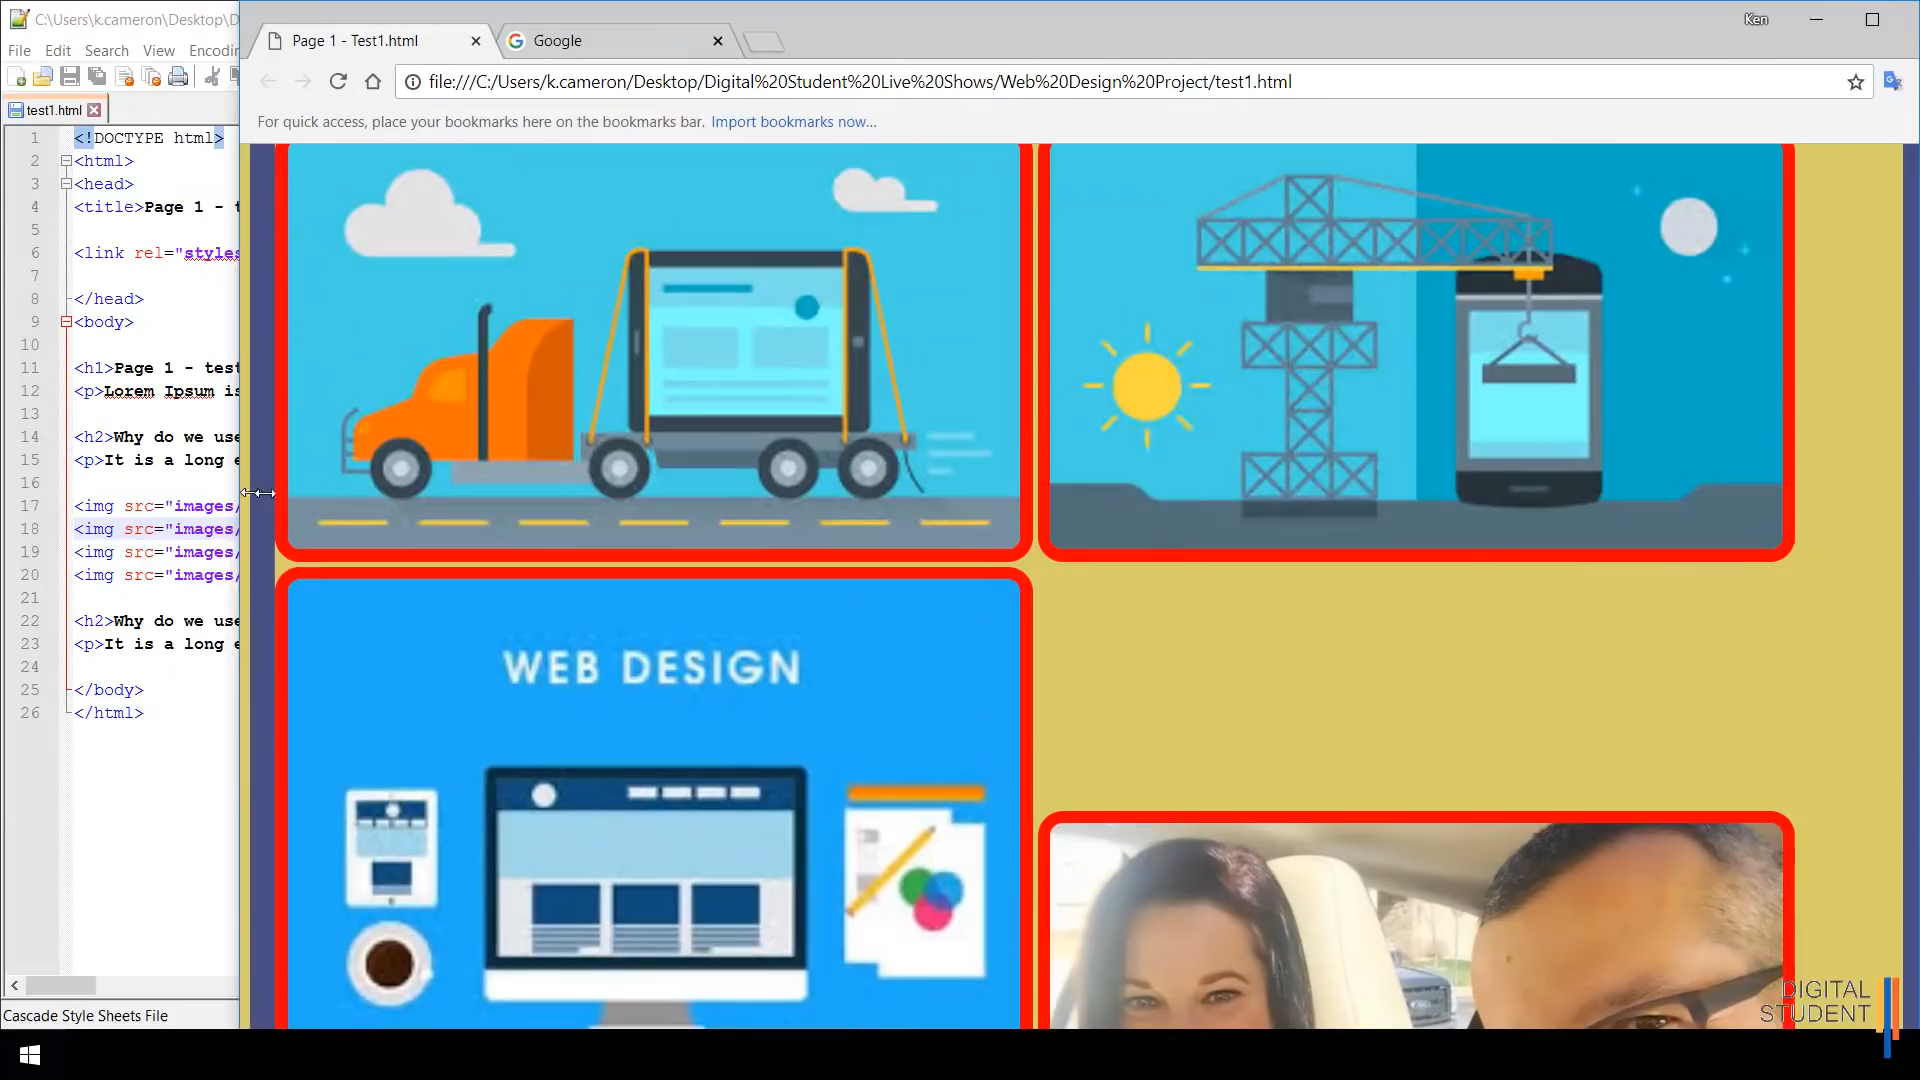 C:\Users\k.cameron\Desktop\D
File Edit Search View Encodin
test1.html
1 <!DOCTYPE html>
2 <html>
3 <head>
4 <title>Page 1 - t
5
6 <link rel="styles
7
8 </head>
9 <body>
10
11 <h1>Page 1 - test
12 <p>Lorem Ipsum is
13
14 <h2>Why do we use
15 <p>It is a long e
16
17 <img src="images/
18 <img src="images/
19 <img src="images/
20 <img src="images/
21
22 <h2>Why do we use
23 <p>It is a long e
24
25 </body>
26 </html>
Cascade Style Sheets File
Page 1 - Test1.html
Google
Ken
file:///C:/Users/k.cameron/Desktop/Digital%20Student%20Live%20Shows/Web%20Design%20Project/test1.html
For quick access, place your bookmarks here on the bookmarks bar. Import bookmarks now...
WEB DESIGN
DIGITAL
STUDENT